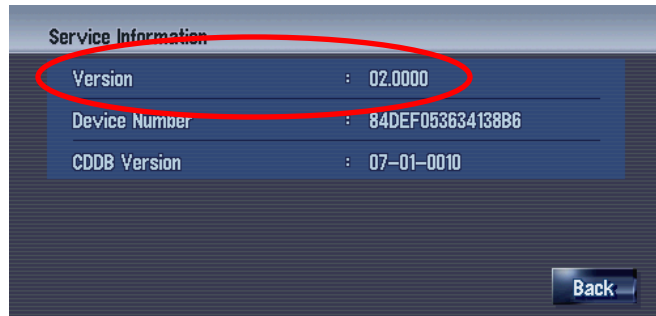 Service Information
Version : 02.0000
Device Number : 84DEF053634138B6
CDDB Version : 07-01-0010
Back